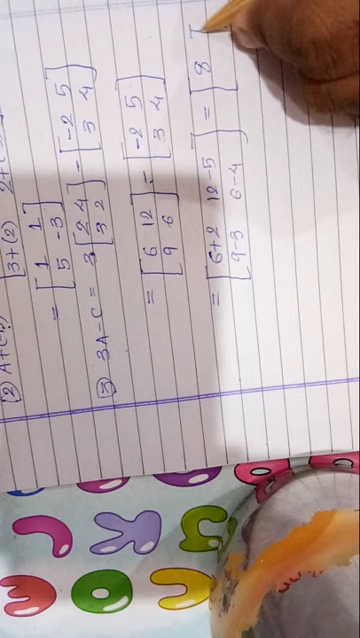 ② A+
3+(2) 2+
= [1 1
5 -3]
③ 3A-C = 3[2 4
3 2] - [-2 5
3 4]
= [6 12
9 6] - [-2 5
3 4]
= [6+2 12-5
9-3 6-4] = [8